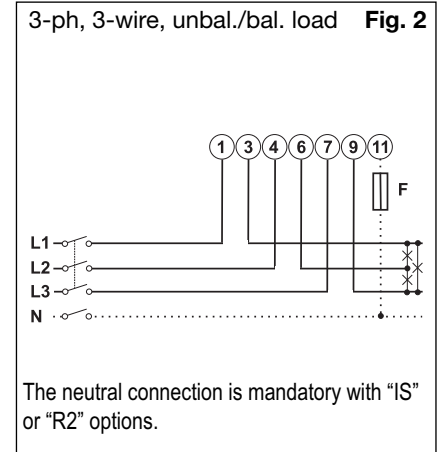 3-ph, 3-wire, unbal./bal. load Fig. 2
1 3 4 6 7 9 11
F
L1
L2
L3
N
The neutral connection is mandatory with “IS”
or “R2” options.